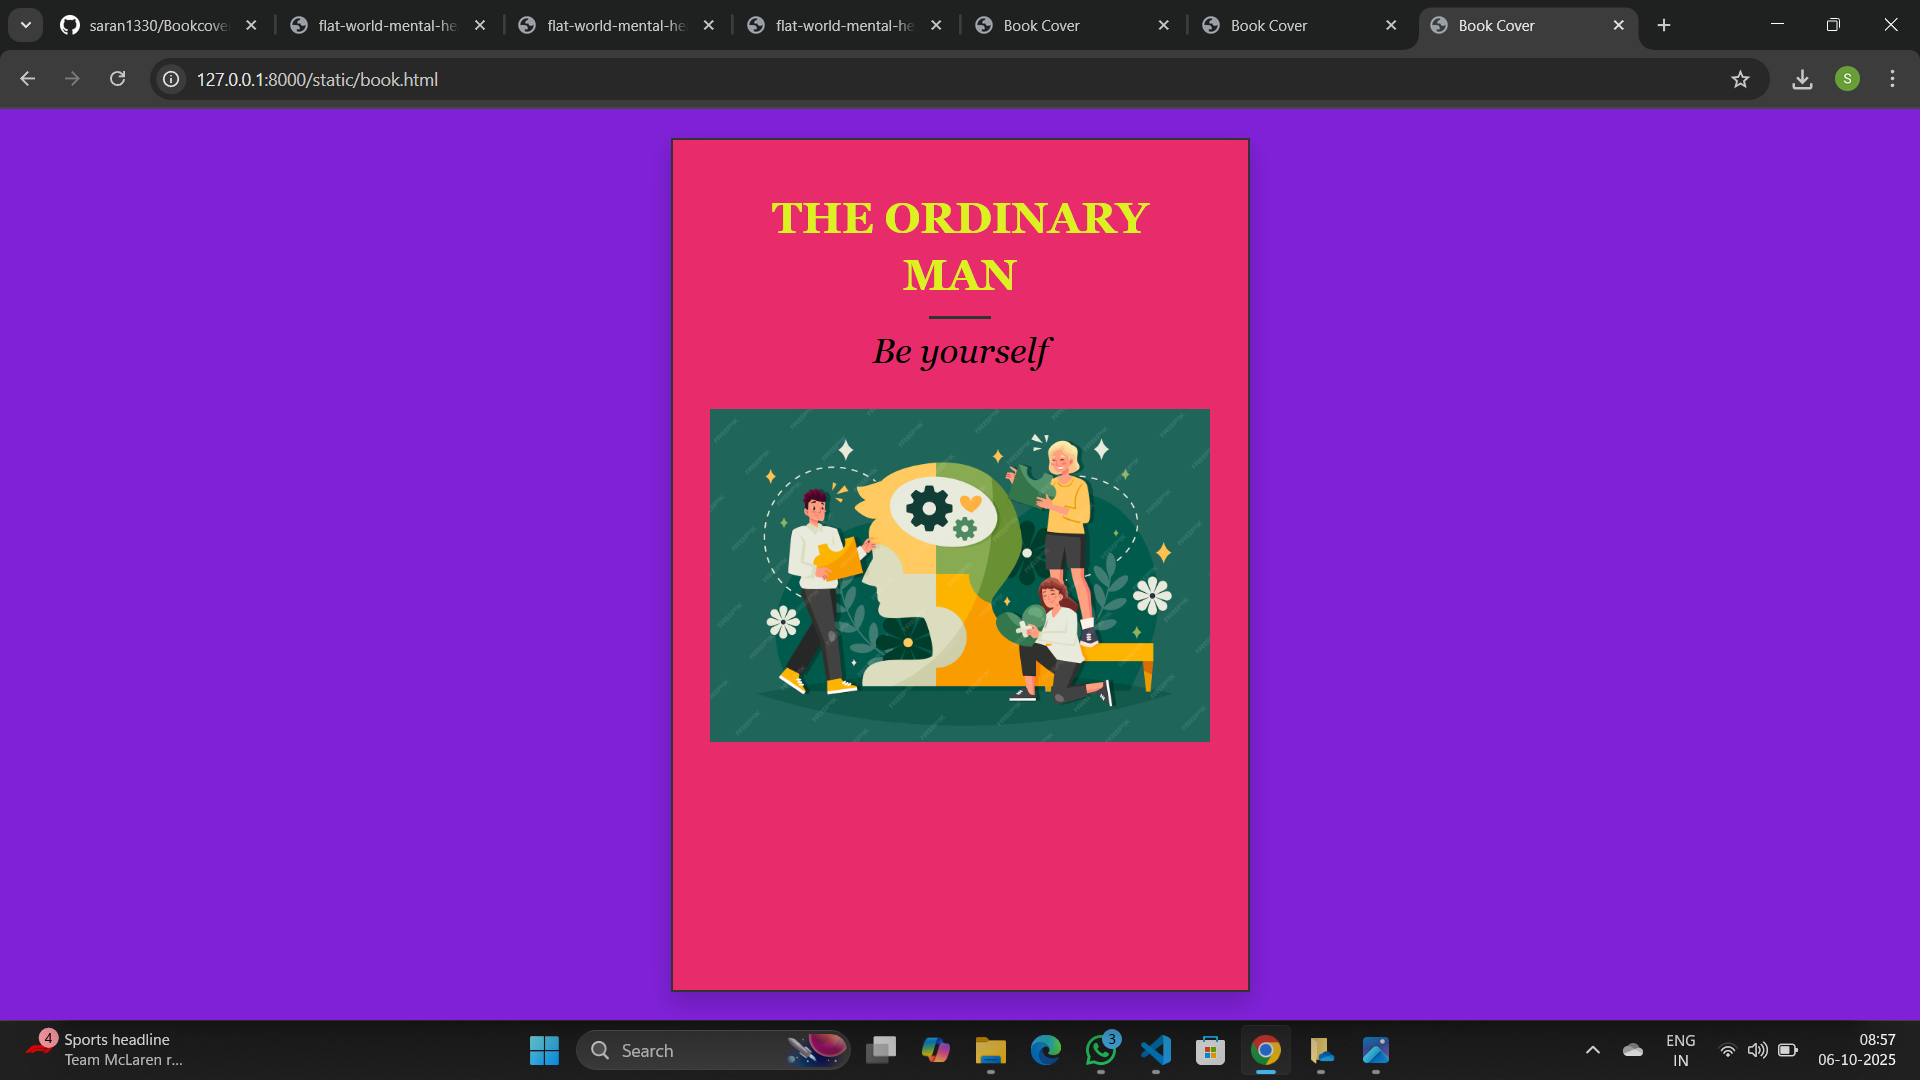 saran1330/Bookcove
flat-world-mental-he
flat-world-mental-he
flat-world-mental-he
Book Cover
Book Cover
Book Cover
127.0.0.1:8000/static/book.html
S
THE ORDINARY
MAN
Be yourself
4
Sports headline
Team McLaren r...
Search
3
ENG
IN
08:57
06-10-2025